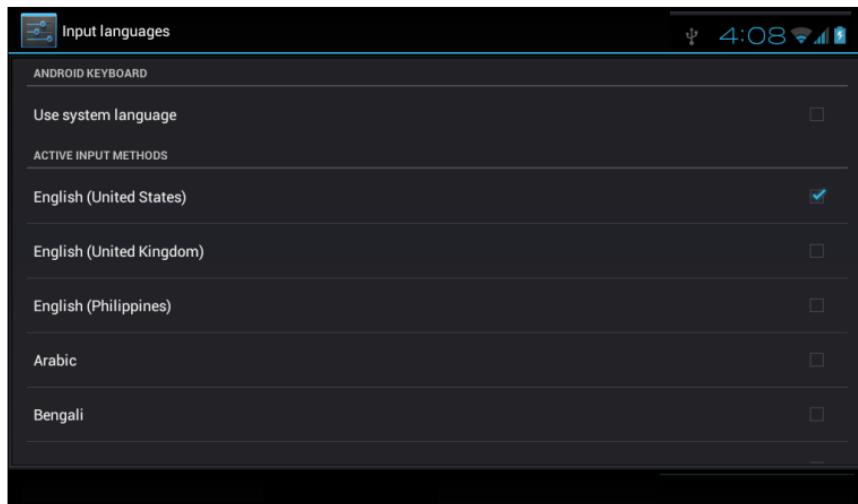 Input languages
4:08
ANDROID KEYBOARD
Use system language
ACTIVE INPUT METHODS
English (United States)
English (United Kingdom)
English (Philippines)
Arabic
Bengali